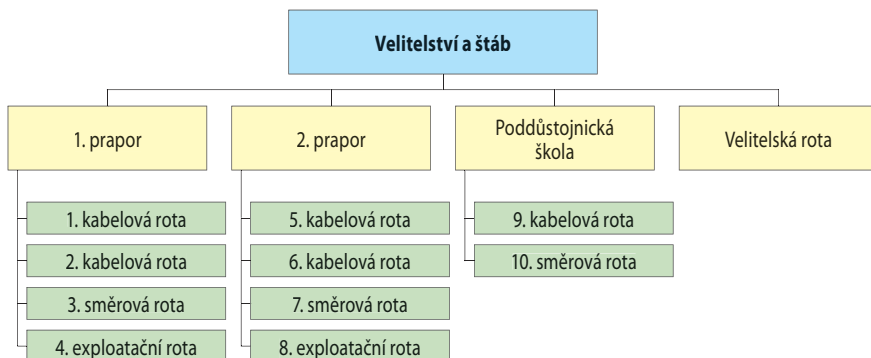 Velitelství a štáb
1. prapor
2. prapor
Poddůstojnická
škola
Velitelská rota
1. kabelová rota
2. kabelová rota
3. směrová rota
4. exploatační rota
5. kabelová rota
6. kabelová rota
7. směrová rota
8. exploatační rota
9. kabelová rota
10. směrová rota